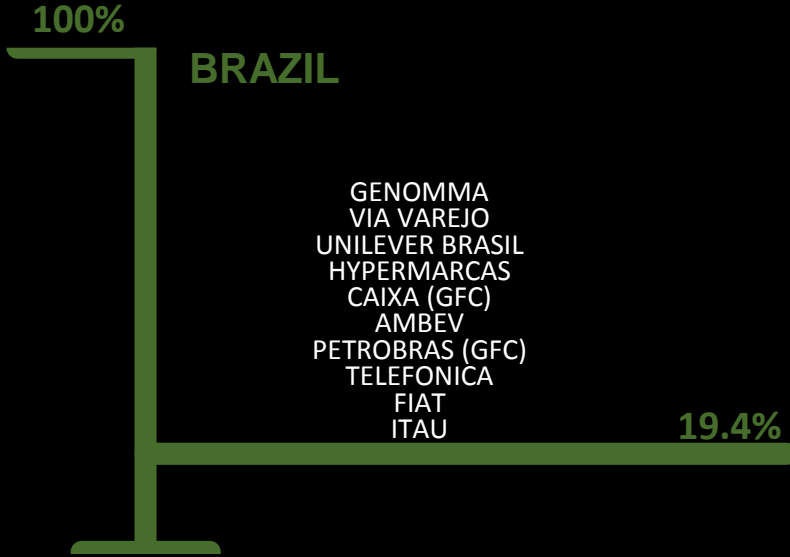 100%
BRAZIL
GENOMMA
VIA VAREJO
UNILEVER BRASIL
HYPERMARCAS
CAIXA (GFC)
AMBEV
PETROBRAS (GFC)
TELEFONICA
FIAT
ITAU
19.4%